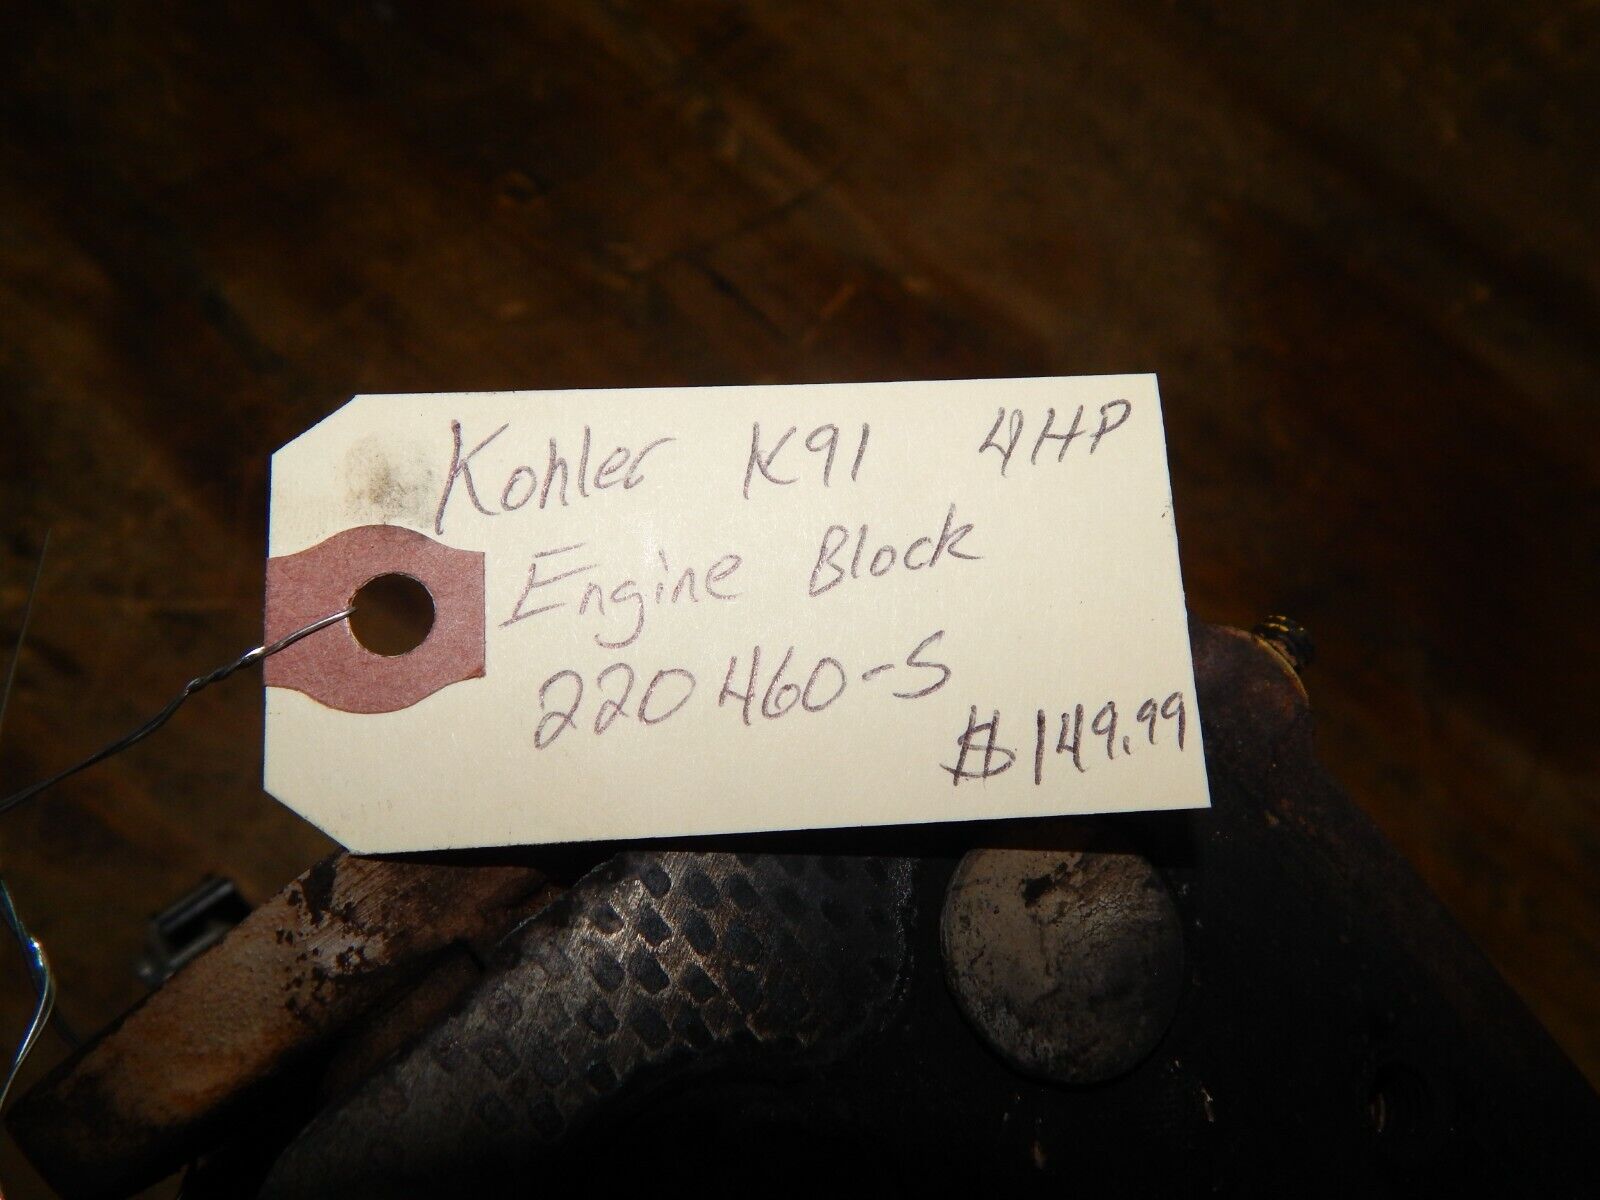 Kohler K91 4HP
Engine Block
220460-S
$149.99